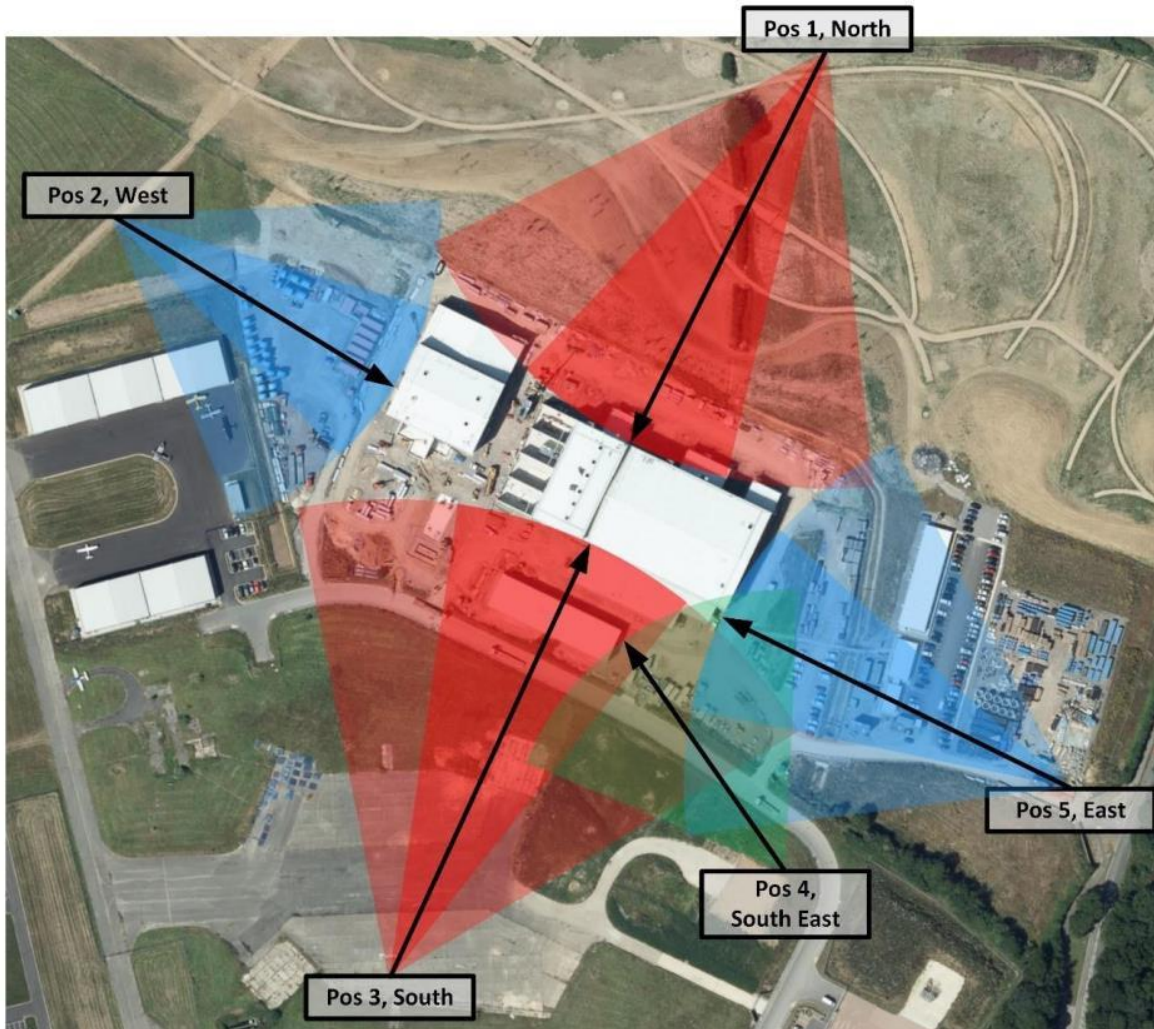 Pos 1, North
Pos 2, West
Pos 5, East
Pos 4,
South East
Pos 3, South